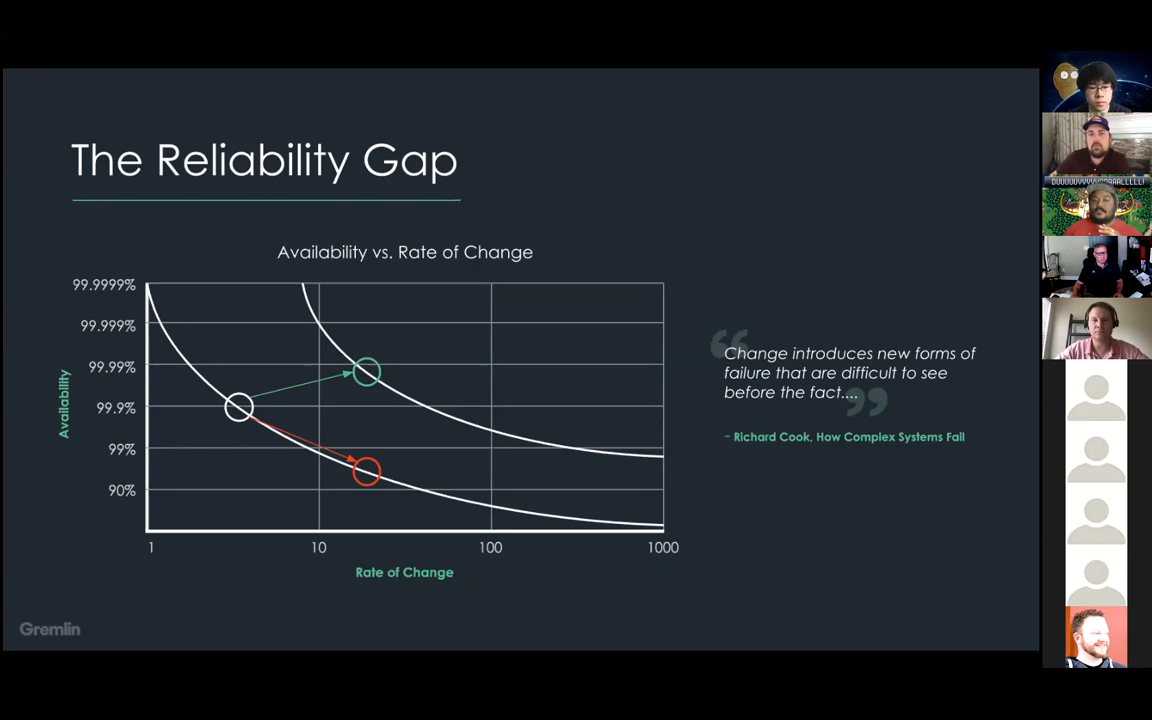 The Reliability Gap
Availability vs. Rate of Change
99.9999%
99.999%
99.99%
99.9%
99%
90%
Availability
1
10
100
1000
Rate of Change
“
Change introduces new forms of
failure that are difficult to see
before the fact....
”
– Richard Cook, How Complex Systems Fail
Gremlin